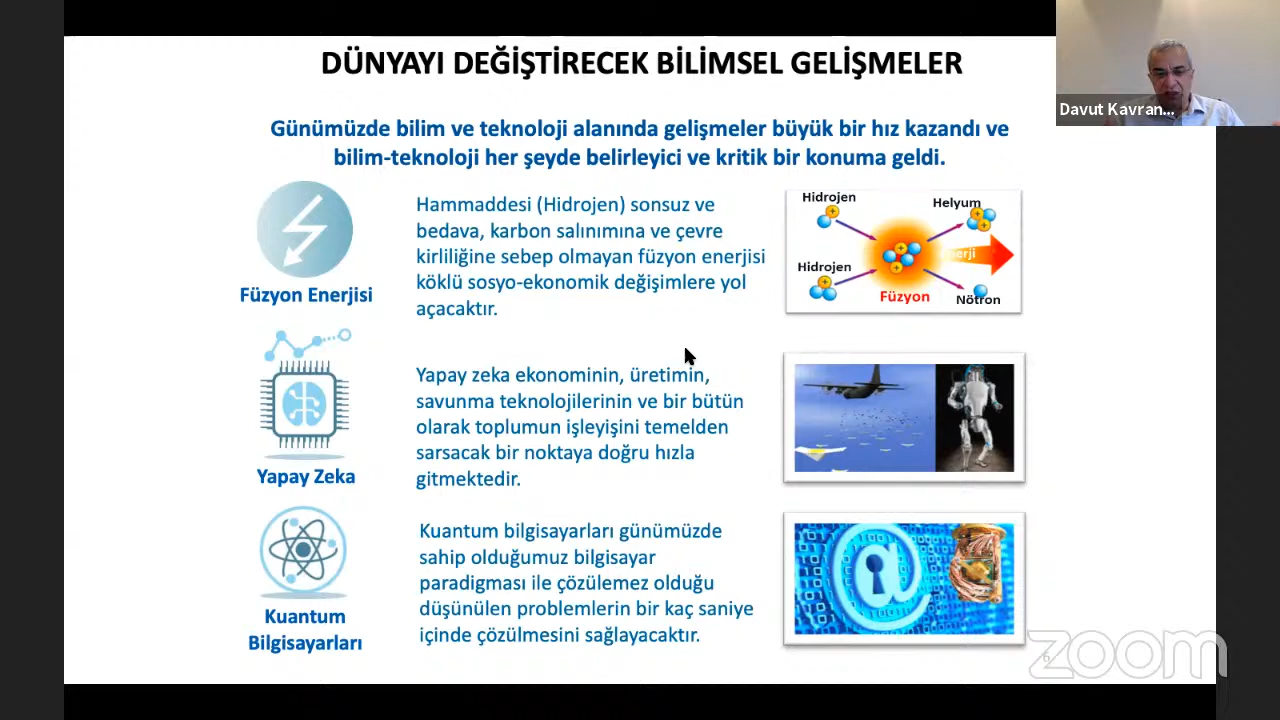 DÜNYAYI DEĞİŞTİRECEK BİLİMSEL GELİŞMELER
Davut Kavran...
Günümüzde bilim ve teknoloji alanında gelişmeler büyük bir hız kazandı ve
bilim-teknoloji her şeyde belirleyici ve kritik bir konuma geldi.
Füzyon Enerjisi
Hammaddesi (Hidrojen) sonsuz ve
bedava, karbon salınımına ve çevre
kirliliğine sebep olmayan füzyon enerjisi
köklü sosyo-ekonomik değişimlere yol
açacaktır.
Hidrojen
Helyum
Hidrojen
Enerji
Füzyon
Nötron
Yapay Zeka
Yapay zeka ekonominin, üretimin,
savunma teknolojilerinin ve bir bütün
olarak toplumun işleyişini temelden
sarsacak bir noktaya doğru hızla
gitmektedir.
Kuantum
Bilgisayarları
Kuantum bilgisayarları günümüzde
sahip olduğumuz bilgisayar
paradigması ile çözülemez olduğu
düşünülen problemlerin bir kaç saniye
içinde çözülmesini sağlayacaktır.
@
6
zoom